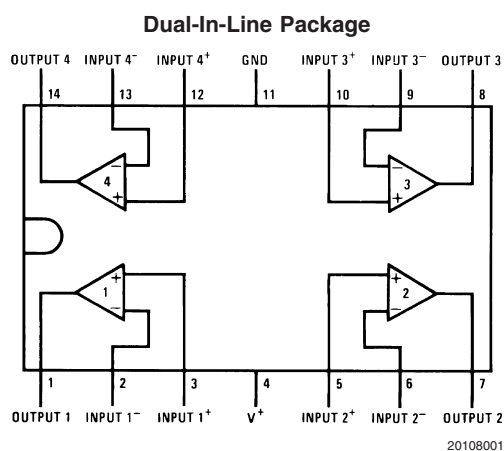 Dual-In-Line Package
OUTPUT 4 INPUT 4⁻ INPUT 4⁺ GND INPUT 3⁺ INPUT 3⁻ OUTPUT 3
14 13 12 11 10 9 8
− −
4 3
+ +
+ +
1 2
− −
1 2 3 4 5 6 7
OUTPUT 1 INPUT 1⁻ INPUT 1⁺ V⁺ INPUT 2⁺ INPUT 2⁻ OUTPUT 2
20108001